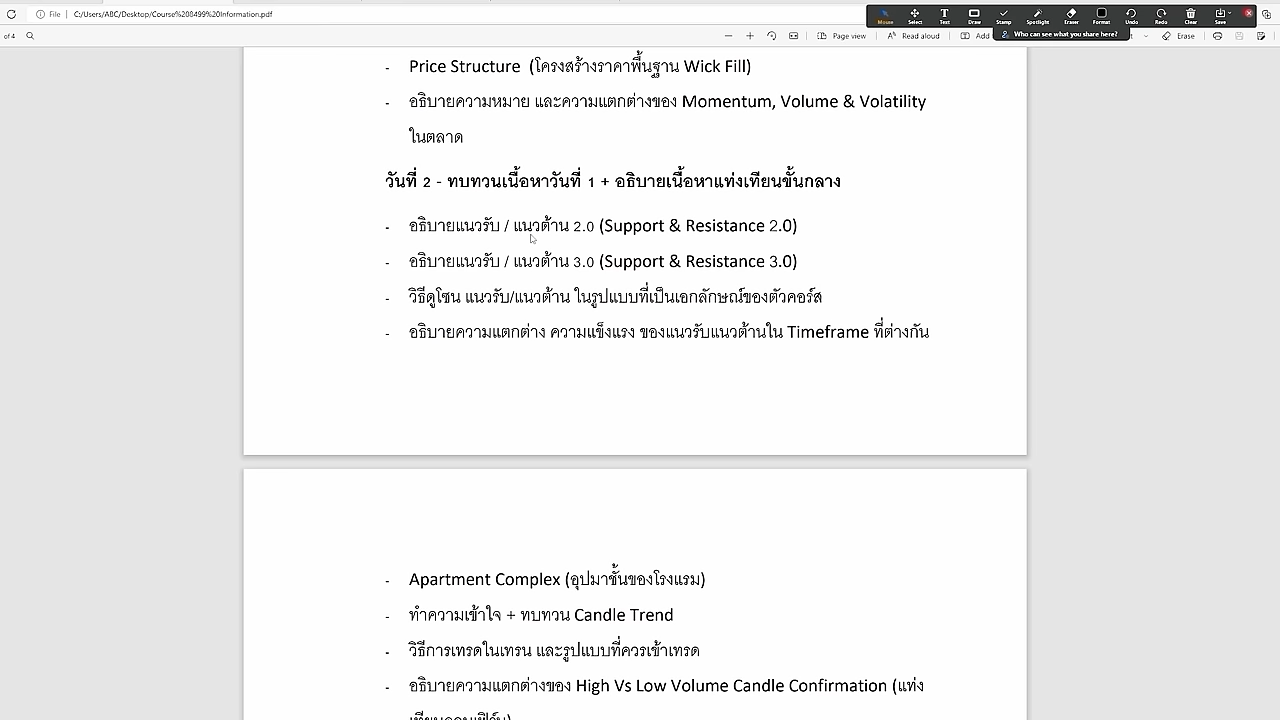 File C:/Users/ABC/Desktop/Course%208499%20Information.pdf
Mouse Select Text Draw Stamp Spotlight Eraser Format Undo Redo Clear Save
of 4 Page view Read aloud Add Who can see what you share here? Erase
- Price Structure (โครงสร้างราคาพื้นฐาน Wick Fill)
- อธิบายความหมาย และความแตกต่างของ Momentum, Volume & Volatility
ในตลาด
วันที่ 2 - ทบทวนเนื้อหาวันที่ 1 + อธิบายเนื้อหาแท่งเทียนขั้นกลาง
- อธิบายแนวรับ / แนวต้าน 2.0 (Support & Resistance 2.0)
- อธิบายแนวรับ / แนวต้าน 3.0 (Support & Resistance 3.0)
- วิธีดูโซน แนวรับ/แนวต้าน ในรูปแบบที่เป็นเอกลักษณ์ของตัวคอร์ส
- อธิบายความแตกต่าง ความแข็งแรง ของแนวรับแนวต้านใน Timeframe ที่ต่างกัน
- Apartment Complex (อุปมาชั้นของโรงแรม)
- ทำความเข้าใจ + ทบทวน Candle Trend
- วิธีการเทรดในเทรน และรูปแบบที่ควรเข้าเทรด
- อธิบายความแตกต่างของ High Vs Low Volume Candle Confirmation (แท่ง